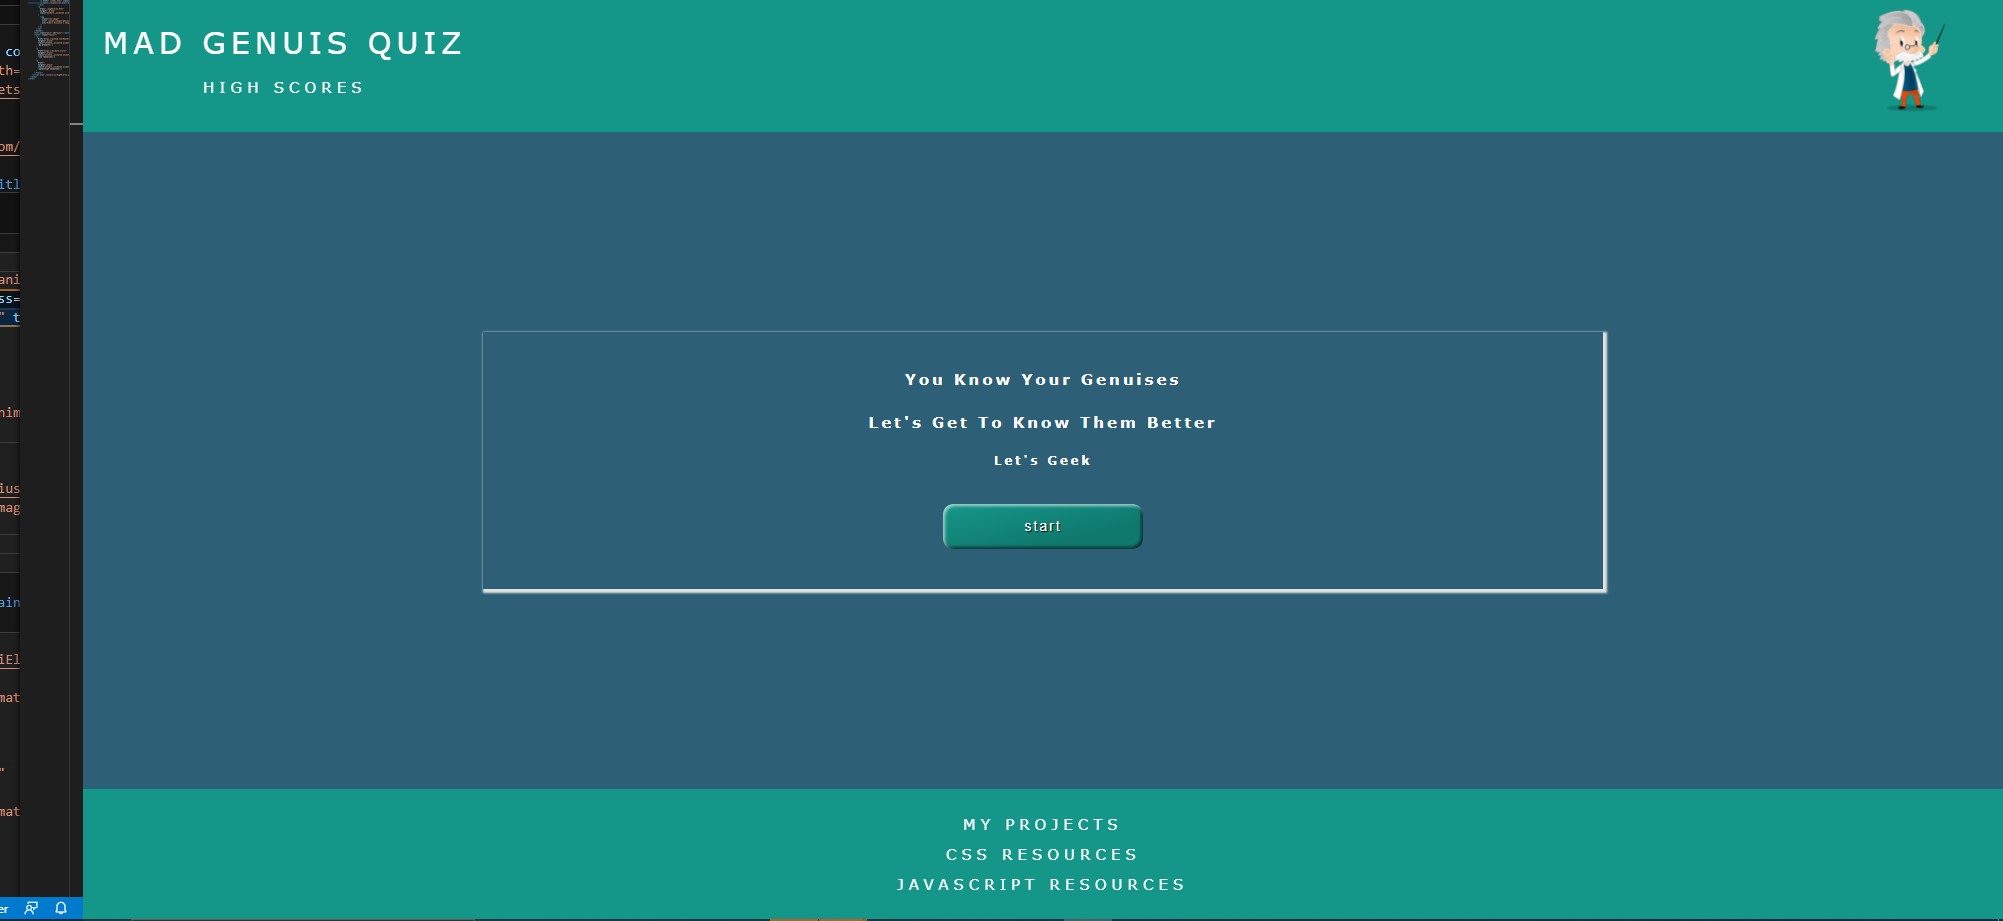 MAD GENUIS QUIZ
HIGH SCORES
You Know Your Genuises
Let's Get To Know Them Better
Let's Geek
start
MY PROJECTS
CSS RESOURCES
JAVASCRIPT RESOURCES
co
th=
ets
om/
itl
ani
ss=
" t
nim
ius
mag
ain
iEl
mat
"
mat
er